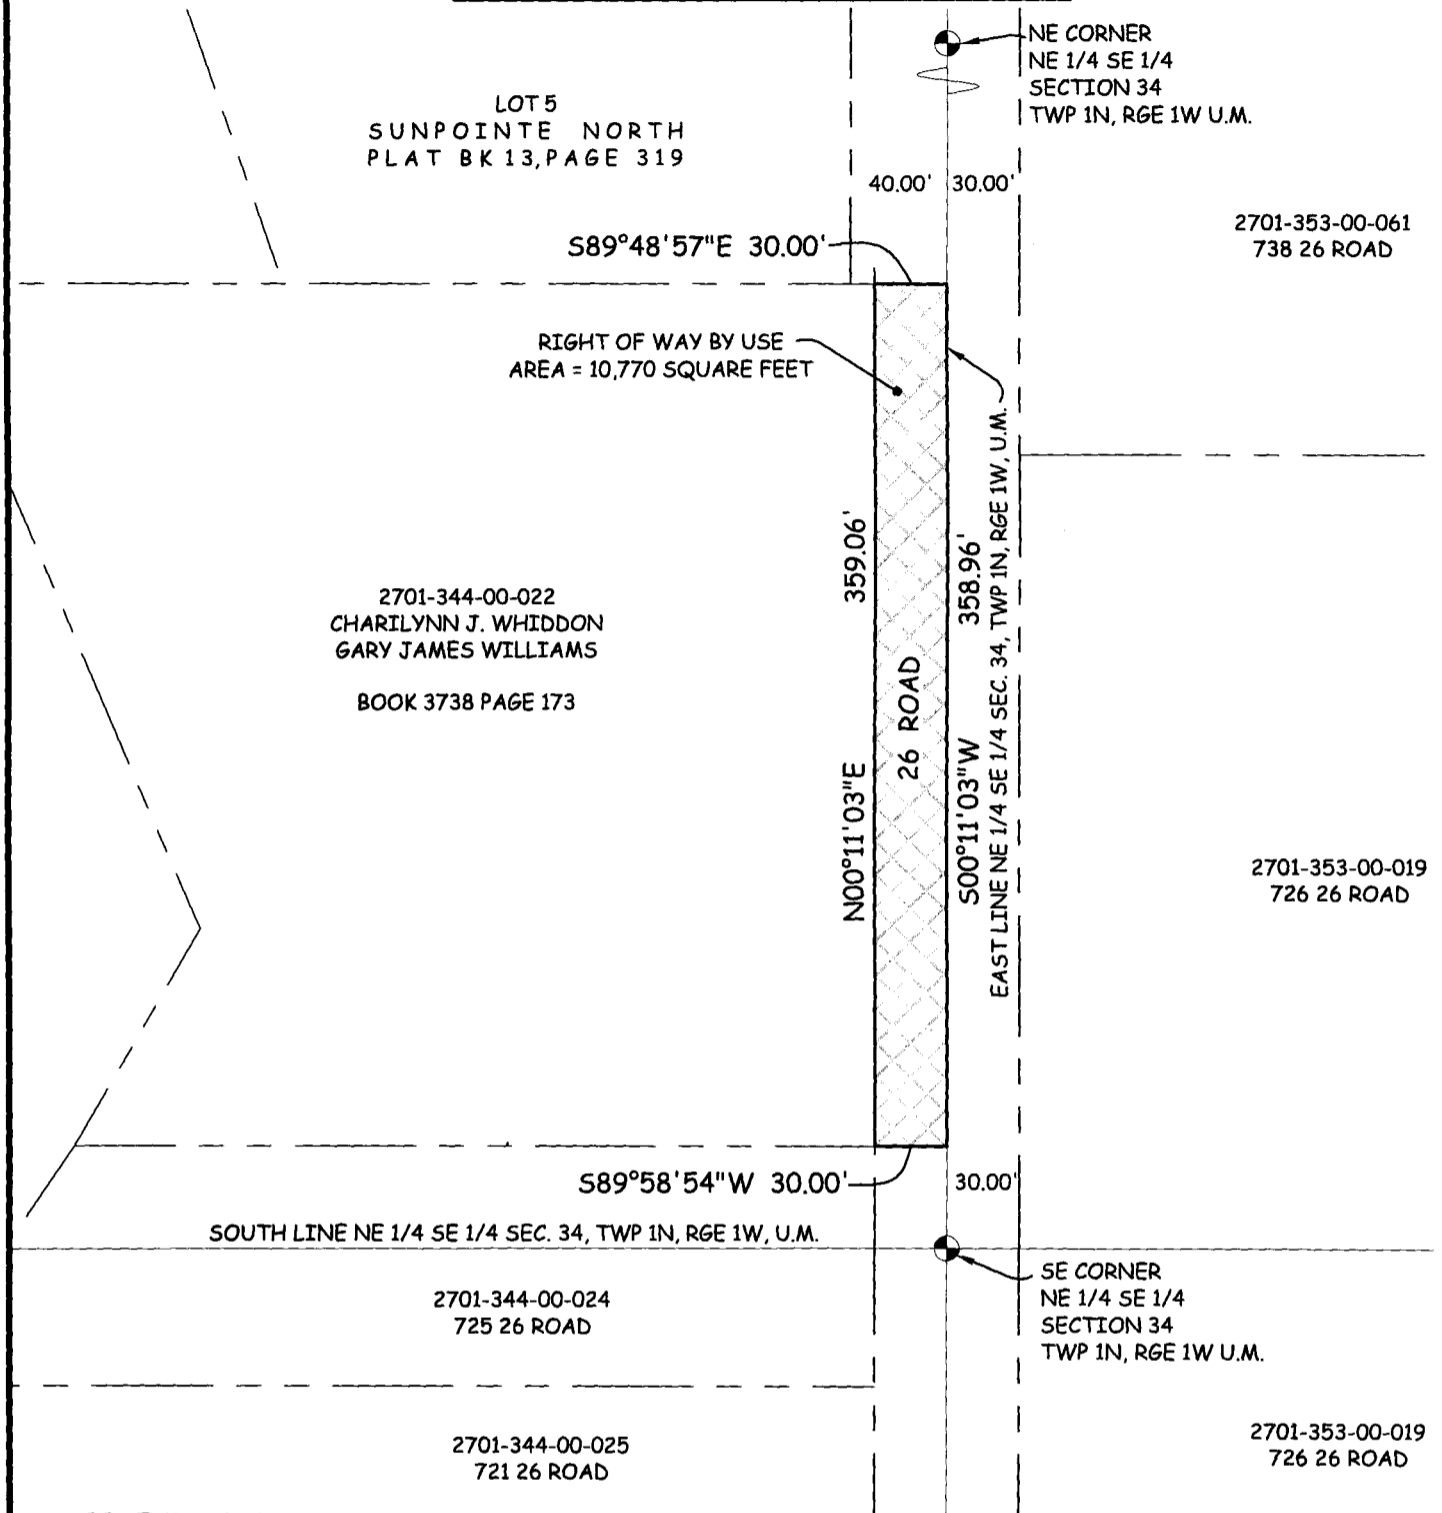 NE CORNER
NE 1/4 SE 1/4
SECTION 34
TWP 1N, RGE 1W U.M.
LOT 5
SUNPOINTE NORTH
PLAT BK 13, PAGE 319
40.00' 30.00'
2701-353-00-061
738 26 ROAD
S89°48'57"E 30.00'
RIGHT OF WAY BY USE
AREA = 10,770 SQUARE FEET
359.06'
N00°11'03"E
26 ROAD
358.96'
S00°11'03"W
EAST LINE NE 1/4 SE 1/4 SEC. 34, TWP 1N, RGE 1W, U.M.
2701-344-00-022
CHARILYNN J. WHIDDON
GARY JAMES WILLIAMS
BOOK 3738 PAGE 173
2701-353-00-019
726 26 ROAD
S89°58'54"W 30.00'
30.00'
SOUTH LINE NE 1/4 SE 1/4 SEC. 34, TWP 1N, RGE 1W, U.M.
SE CORNER
NE 1/4 SE 1/4
SECTION 34
TWP 1N, RGE 1W U.M.
2701-344-00-024
725 26 ROAD
2701-344-00-025
721 26 ROAD
2701-353-00-019
726 26 ROAD